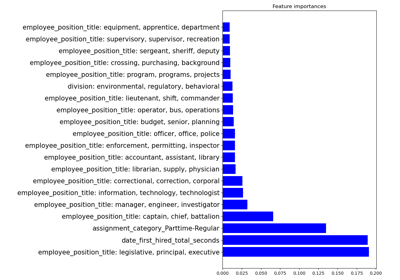 Feature importances
employee_position_title: equipment, apprentice, department
employee_position_title: supervisory, supervisor, recreation
employee_position_title: sergeant, sheriff, deputy
employee_position_title: crossing, purchasing, background
employee_position_title: program, programs, projects
division: environmental, regulatory, behavioral
employee_position_title: lieutenant, shift, commander
employee_position_title: operator, bus, operations
employee_position_title: budget, senior, planning
employee_position_title: officer, office, police
employee_position_title: enforcement, permitting, inspector
employee_position_title: accountant, assistant, library
employee_position_title: librarian, supply, physician
employee_position_title: correctional, correction, corporal
employee_position_title: information, technology, technologist
employee_position_title: manager, engineer, investigator
employee_position_title: captain, chief, battalion
assignment_category_Parttime-Regular
date_first_hired_total_seconds
employee_position_title: legislative, principal, executive
0.000 0.025 0.050 0.075 0.100 0.125 0.150 0.175 0.200